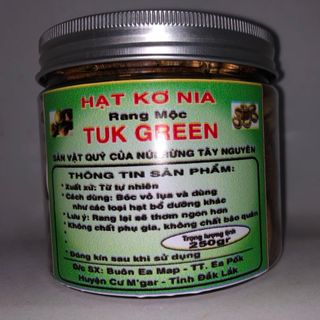 HẠT KƠ NIA
Rang Mộc
TUK GREEN
SẢN VẬT QUÝ CỦA NÚI RỪNG TÂY NGUYÊN
THÔNG TIN SẢN PHẨM:
* Xuất xứ: Từ tự nhiên
* Cách dùng: Bóc vỏ lụa và dùng
như các loại hạt bổ dưỡng khác
* Lưu ý: Rang lại sẽ thơm ngon hơn
* Không chất phụ gia, không chất bảo quản
Trọng lượng tịnh
250gr
* Đóng kín sau khi sử dụng
Đ/c SX: Buôn Ea Map - TT. Ea Pốk
Huyện Cư M'gar - Tỉnh Đắk Lắk